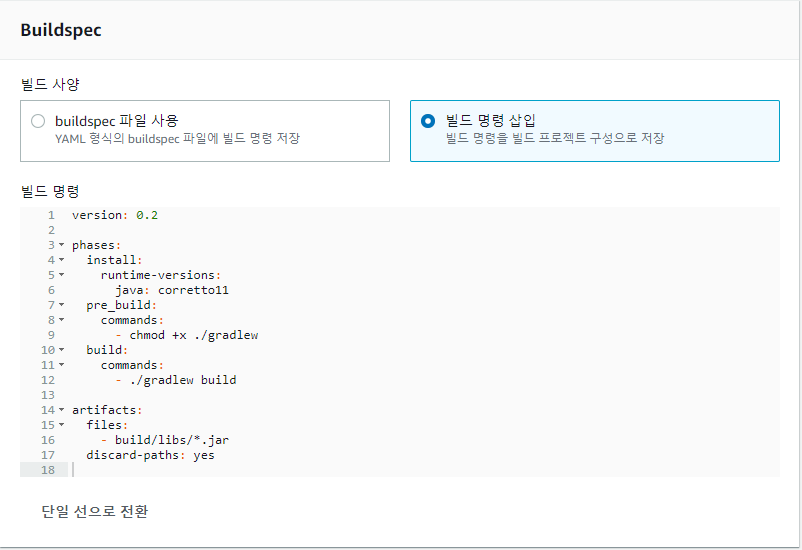 Buildspec
빌드 사양
buildspec 파일 사용
YAML 형식의 buildspec 파일에 빌드 명령 저장
빌드 명령 삽입
빌드 명령을 빌드 프로젝트 구성으로 저장
빌드 명령
1 version: 0.2
2
3 phases:
4   install:
5     runtime-versions:
6       java: corretto11
7   pre_build:
8     commands:
9       - chmod +x ./gradlew
10   build:
11     commands:
12       - ./gradlew build
13
14 artifacts:
15   files:
16     - build/libs/*.jar
17   discard-paths: yes
18
단일 선으로 전환